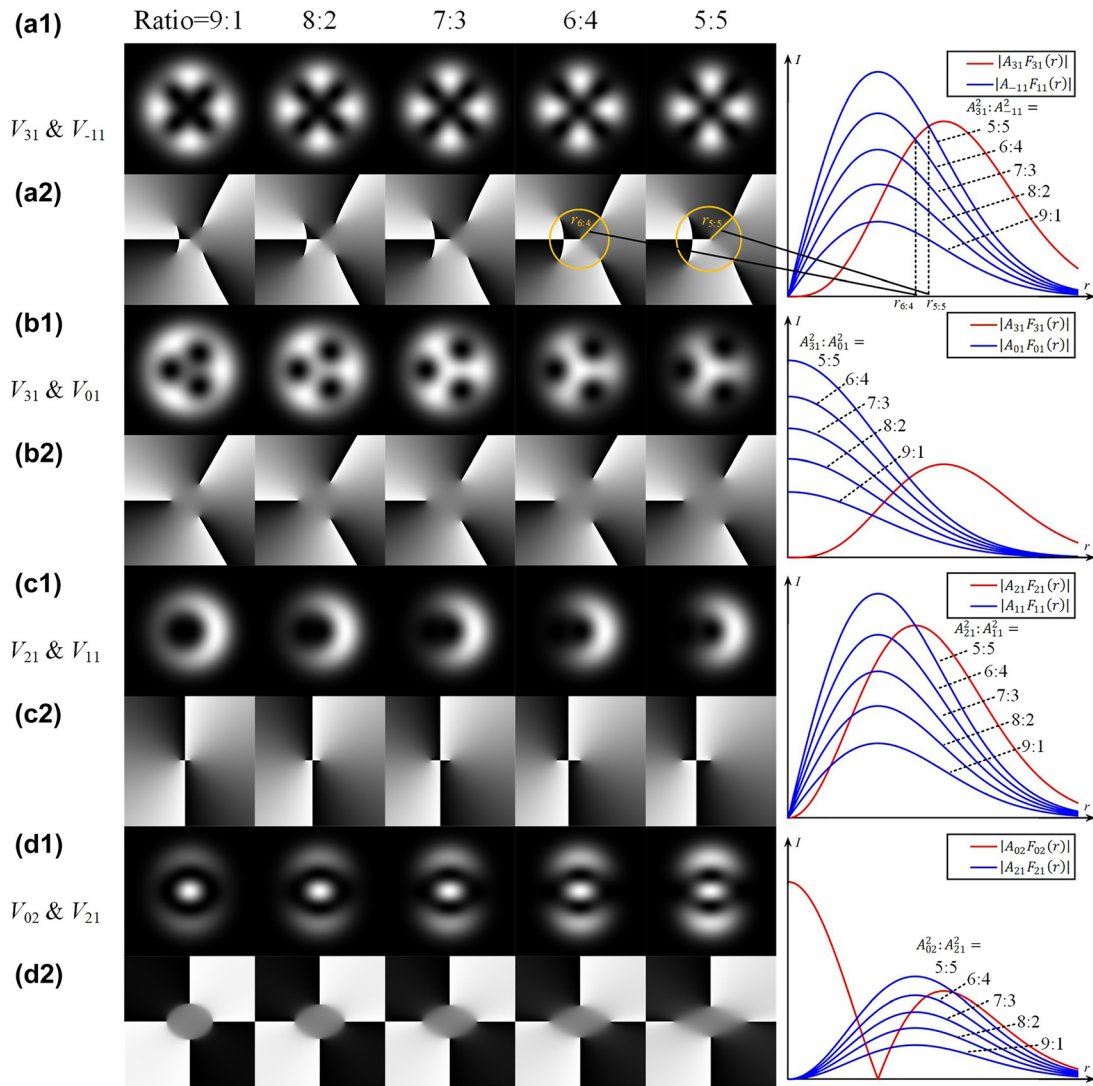 (a1) Ratio=9:1 8:2 7:3 6:4 5:5
V₃₁ & V₋₁₁
I
|A₃₁F₃₁(r)|
|A₋₁₁F₁₁(r)|
A²₃₁:A²₋₁₁ =
5:5
6:4
7:3
8:2
9:1
r₆:₄ r₅:₅ r
(a2)
r₆:₄ r₅:₅
(b1)
V₃₁ & V₀₁
I
|A₃₁F₃₁(r)|
|A₀₁F₀₁(r)|
A²₃₁:A²₀₁ =
5:5
6:4
7:3
8:2
9:1
r
(b2)
(c1)
V₂₁ & V₁₁
I
|A₂₁F₂₁(r)|
|A₁₁F₁₁(r)|
A²₂₁:A²₁₁ =
5:5
6:4
7:3
8:2
9:1
r
(c2)
(d1)
V₀₂ & V₂₁
I
|A₀₂F₀₂(r)|
|A₂₁F₂₁(r)|
A²₀₂:A²₂₁ =
5:5
6:4
7:3
8:2
9:1
r
(d2)